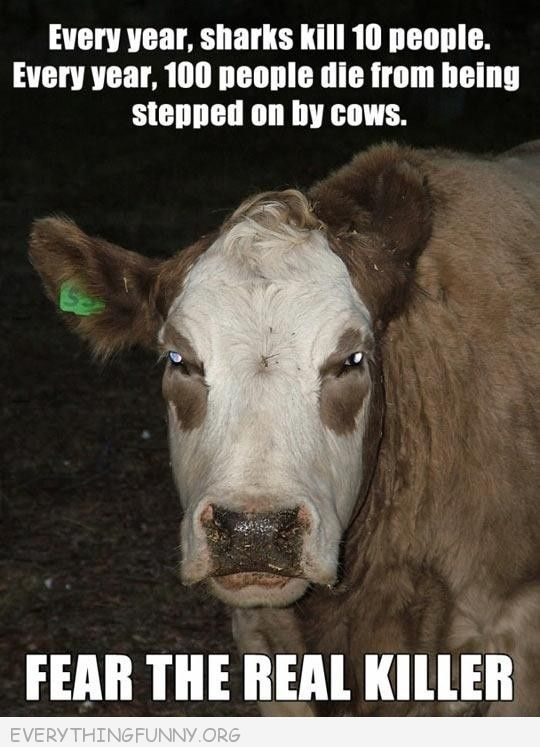 Every year, sharks kill 10 people.
Every year, 100 people die from being
stepped on by cows.
FEAR THE REAL KILLER
EVERYTHINGFUNNY.ORG